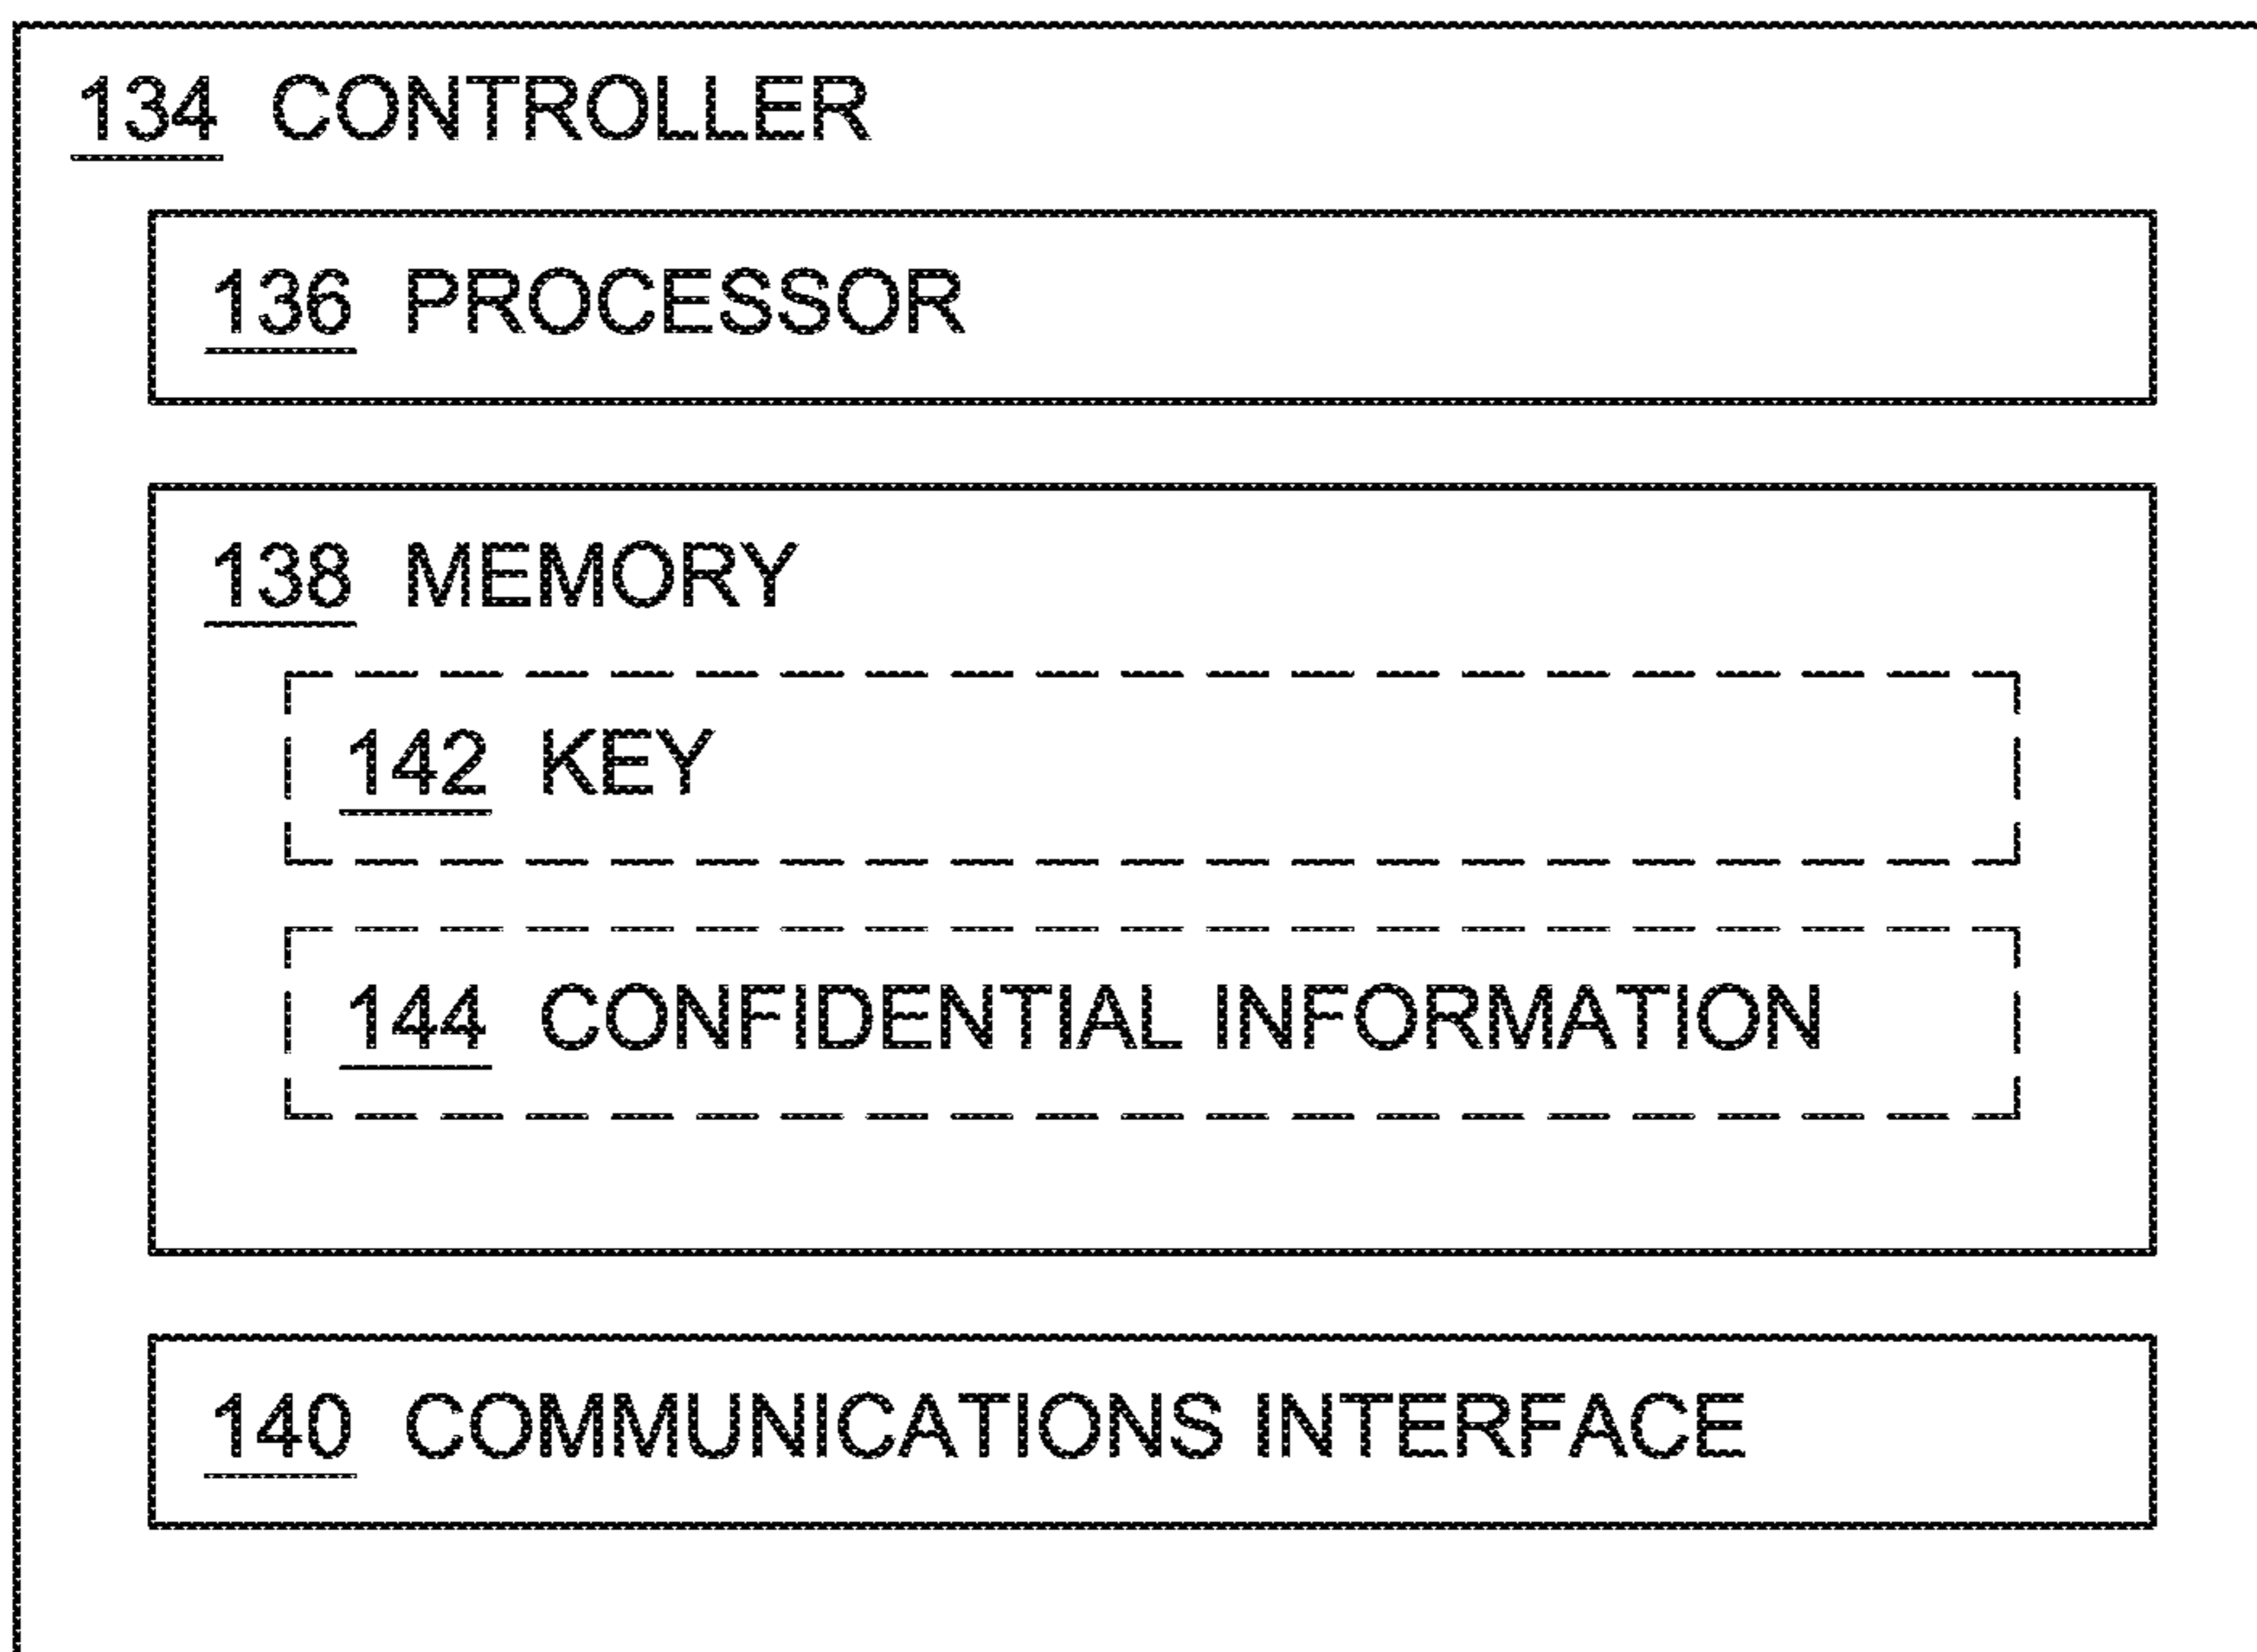 134 CONTROLLER
136 PROCESSOR
138 MEMORY
142 KEY
144 CONFIDENTIAL INFORMATION
140 COMMUNICATIONS INTERFACE